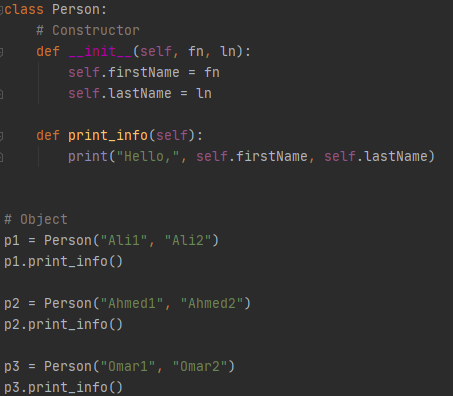 class Person:
    # Constructor
    def __init__(self, fn, ln):
        self.firstName = fn
        self.lastName = ln

    def print_info(self):
        print("Hello,", self.firstName, self.lastName)


# Object
p1 = Person("Ali1", "Ali2")
p1.print_info()

p2 = Person("Ahmed1", "Ahmed2")
p2.print_info()

p3 = Person("Omar1", "Omar2")
p3.print_info()